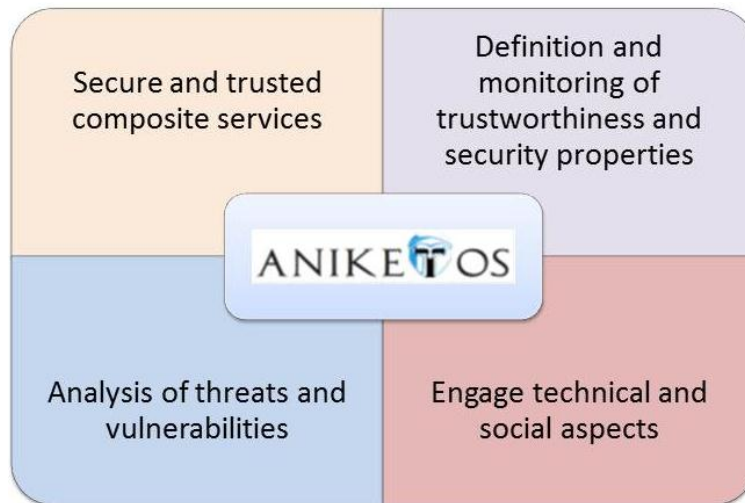 Secure and trusted
composite services
Definition and
monitoring of
trustworthiness and
security properties
ANIKETOS
Analysis of threats and
vulnerabilities
Engage technical and
social aspects